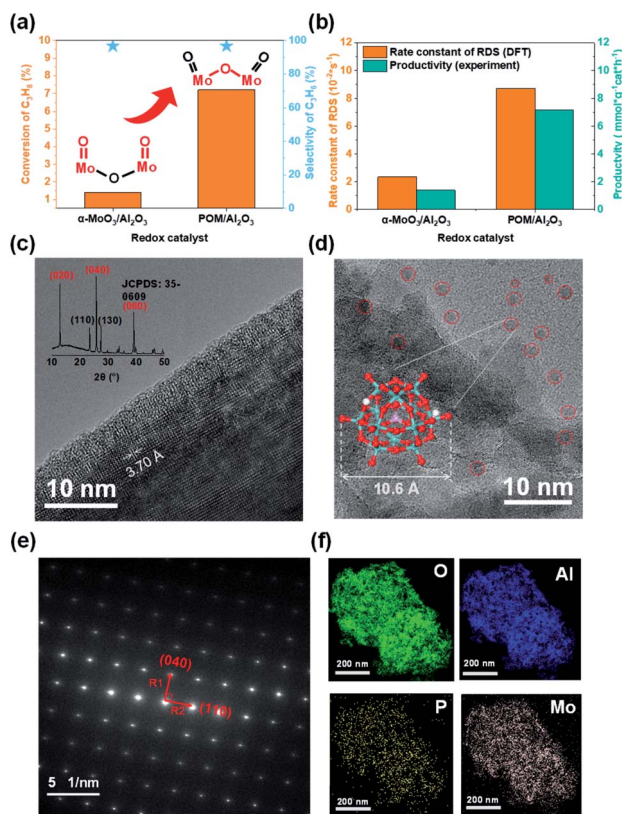 (a)
10
9
8
7
6
5
4
3
2
1
Conversion of C₃H₈ (%)
100
80
60
40
20
0
Selectivity of C₃H₆ (%)
O O
Mo O Mo
O O
Mo O Mo
α-MoO₃/Al₂O₃ POM/Al₂O₃
Redox catalyst
(b)
12
10
8
6
4
2
0
Rate constant of RDS (10⁻²*s⁻¹)
Rate constant of RDS (DFT)
Productivity (experiment)
12
10
8
6
4
2
0
Productvity ( mmol*g⁻¹cat*h⁻¹)
α-MoO₃/Al₂O₃ POM/Al₂O₃
Redox catalyst
(c)
(020)
(040)
JCPDS: 35-
0609
(060)
(110)
(130)
10 20 30 40 50
2θ (°)
3.70 Å
10 nm
(d)
10.6 Å
10 nm
(e)
(040)
R1
R2
5 1/nm
(f)
O
200 nm
Al
200 nm
P
200 nm
Mo
200 nm